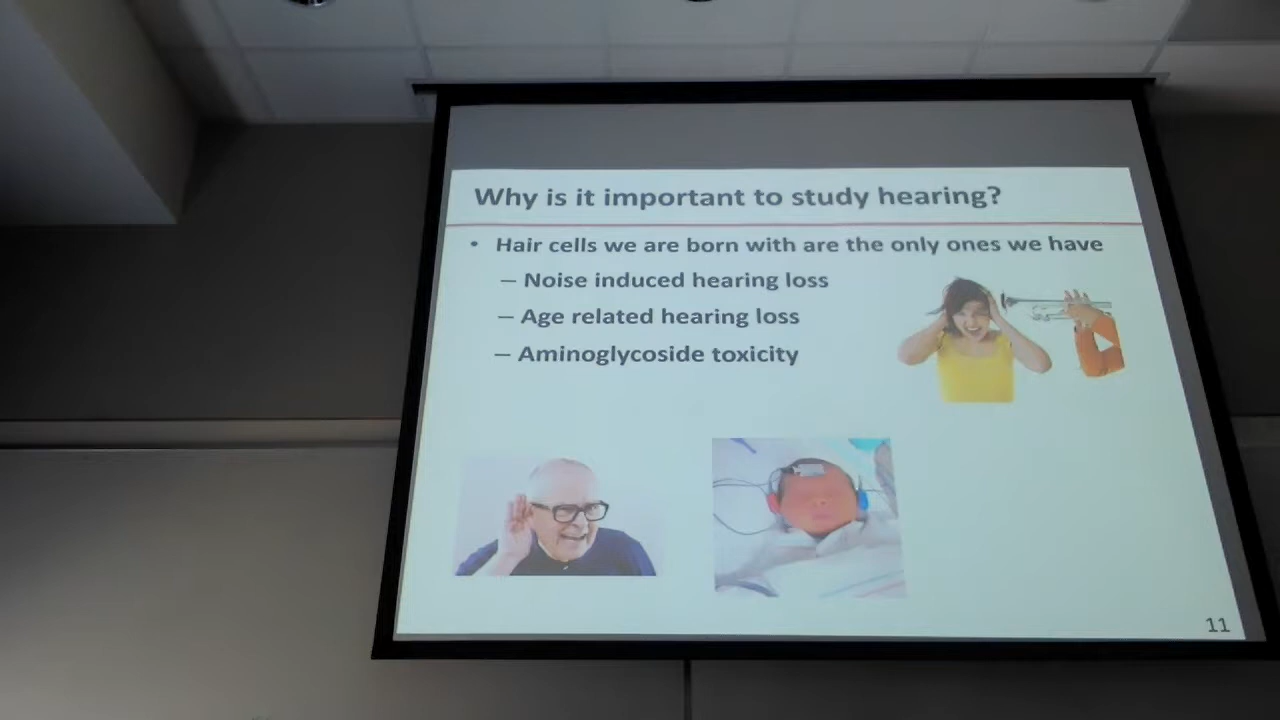 Why is it important to study hearing?
• Hair cells we are born with are the only ones we have
– Noise induced hearing loss
– Age related hearing loss
– Aminoglycoside toxicity
11